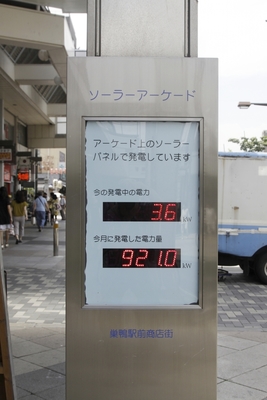 ソーラーアーケード
アーケード上のソーラー
パネルで発電しています
今の発電中の電力
3.6 kW
今月に発電した電力量
921.0 kW
巣鴨駅前商店街